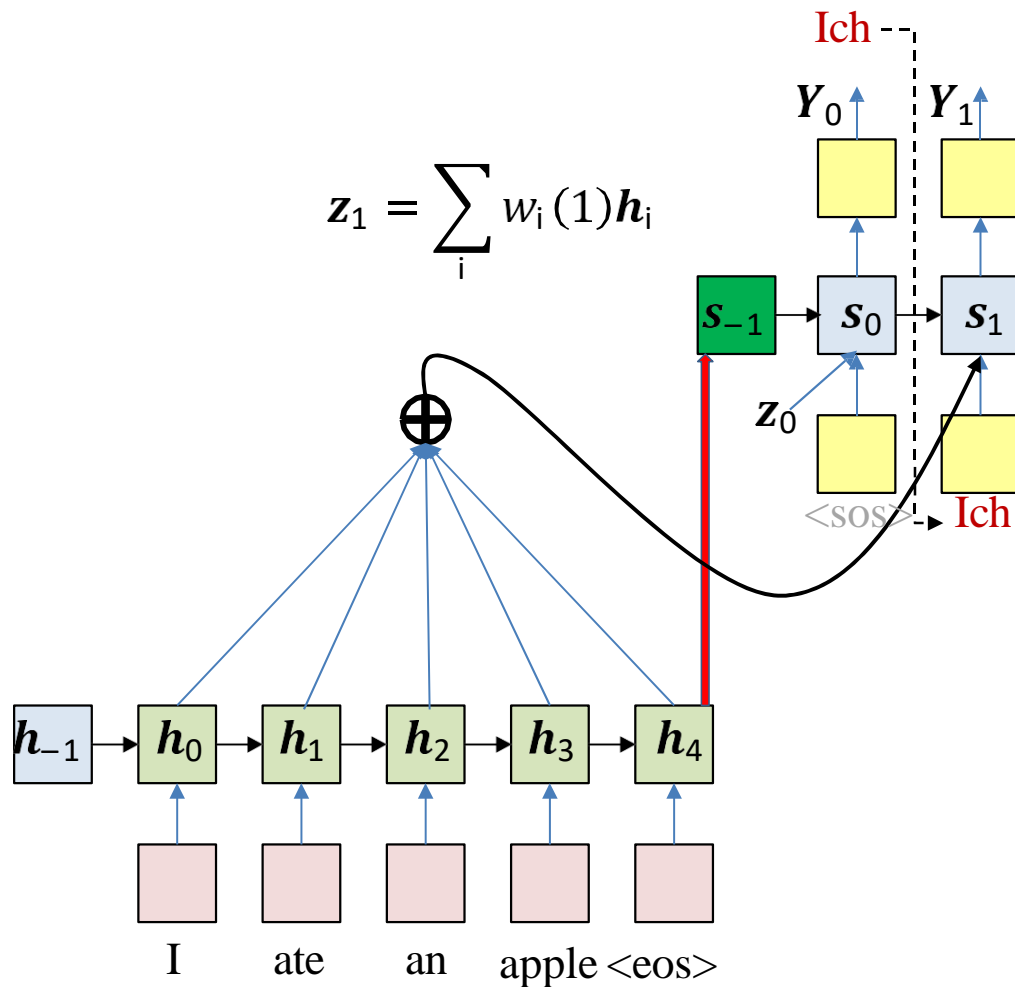 Ich
Y₀ Y₁
z₁ = ∑ᵢ wᵢ (1)hᵢ
s₋₁ s₀ s₁
z₀
<sos> Ich
h₋₁ h₀ h₁ h₂ h₃ h₄
I ate an apple <eos>